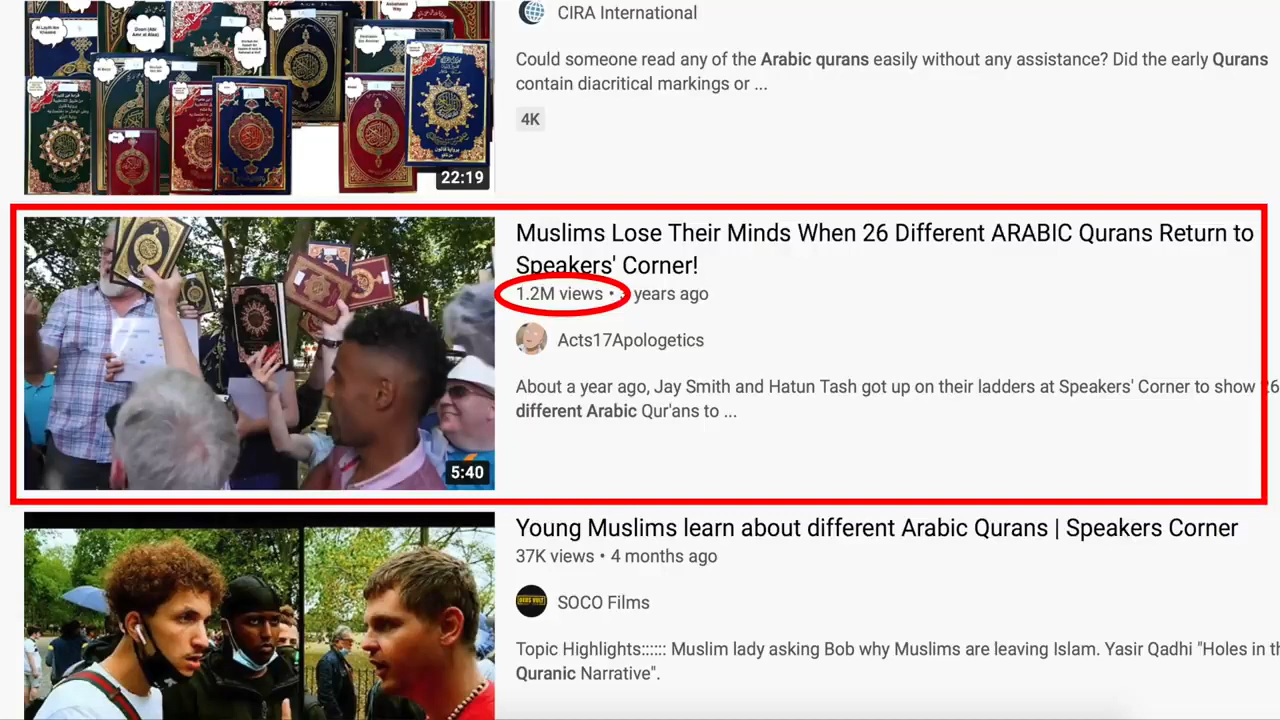 CIRA International
Could someone read any of the Arabic qurans easily without any assistance? Did the early Qurans
contain diacritical markings or ...
4K
22:19
Muslims Lose Their Minds When 26 Different ARABIC Qurans Return to
Speakers' Corner!
1.2M views • years ago
Acts17Apologetics
About a year ago, Jay Smith and Hatun Tash got up on their ladders at Speakers' Corner to show 26
different Arabic Qur'ans to ...
5:40
Young Muslims learn about different Arabic Qurans | Speakers Corner
37K views • 4 months ago
SOCO Films
Topic Highlights:::::: Muslim lady asking Bob why Muslims are leaving Islam. Yasir Qadhi "Holes in
Quranic Narrative".